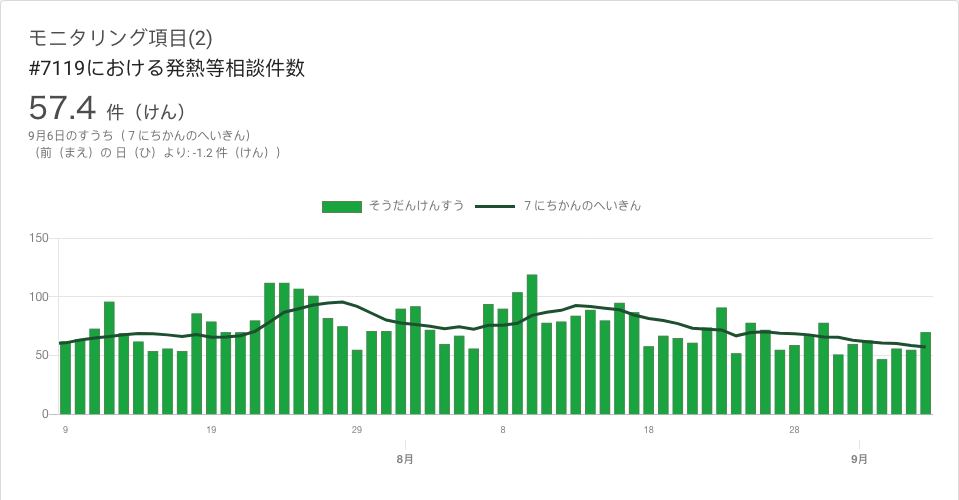 モニタリング項目(2)
#7119における発熱等相談件数
57.4 件（けん）
9月6日のすうち（７にちかんのへいきん）
（前（まえ）の 日（ひ）より: -1.2 件（けん））
そうだんけんすう ７にちかんのへいきん
150
100
50
0
9 19 29 8 18 28
8月 9月